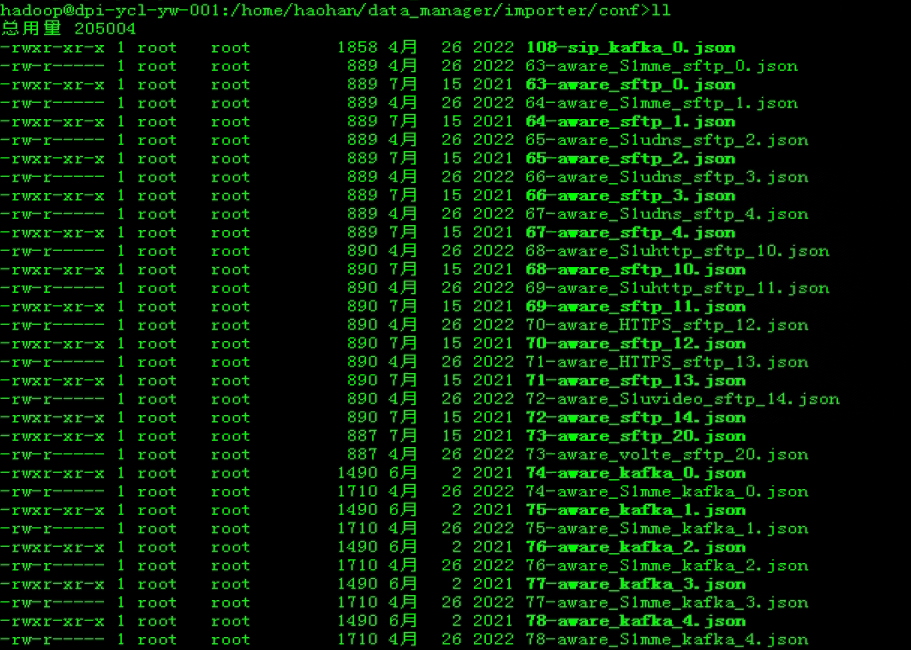 hadoop@dpi-ycl-yw-001:/home/haohan/data_manager/importer/conf>ll
总用量 205004
-rwxr-xr-x 1 root root 1858 4月 26 2022 108-sip_kafka_0.json
-rw-r----- 1 root root 889 4月 26 2022 63-aware_S1mme_sftp_0.json
-rwxr-xr-x 1 root root 889 7月 15 2021 63-aware_sftp_0.json
-rw-r----- 1 root root 889 4月 26 2022 64-aware_S1mme_sftp_1.json
-rwxr-xr-x 1 root root 889 7月 15 2021 64-aware_sftp_1.json
-rw-r----- 1 root root 889 4月 26 2022 65-aware_S1udns_sftp_2.json
-rwxr-xr-x 1 root root 889 7月 15 2021 65-aware_sftp_2.json
-rw-r----- 1 root root 889 4月 26 2022 66-aware_S1udns_sftp_3.json
-rwxr-xr-x 1 root root 889 7月 15 2021 66-aware_sftp_3.json
-rw-r----- 1 root root 889 4月 26 2022 67-aware_S1udns_sftp_4.json
-rwxr-xr-x 1 root root 889 7月 15 2021 67-aware_sftp_4.json
-rw-r----- 1 root root 890 4月 26 2022 68-aware_S1uhttp_sftp_10.json
-rwxr-xr-x 1 root root 890 7月 15 2021 68-aware_sftp_10.json
-rw-r----- 1 root root 890 4月 26 2022 69-aware_S1uhttp_sftp_11.json
-rwxr-xr-x 1 root root 890 7月 15 2021 69-aware_sftp_11.json
-rw-r----- 1 root root 890 4月 26 2022 70-aware_HTTPS_sftp_12.json
-rwxr-xr-x 1 root root 890 7月 15 2021 70-aware_sftp_12.json
-rw-r----- 1 root root 890 4月 26 2022 71-aware_HTTPS_sftp_13.json
-rwxr-xr-x 1 root root 890 7月 15 2021 71-aware_sftp_13.json
-rw-r----- 1 root root 890 4月 26 2022 72-aware_S1uvideo_sftp_14.json
-rwxr-xr-x 1 root root 890 7月 15 2021 72-aware_sftp_14.json
-rwxr-xr-x 1 root root 887 7月 15 2021 73-aware_sftp_20.json
-rw-r----- 1 root root 887 4月 26 2022 73-aware_volte_sftp_20.json
-rwxr-xr-x 1 root root 1490 6月 2 2021 74-aware_kafka_0.json
-rw-r----- 1 root root 1710 4月 26 2022 74-aware_S1mme_kafka_0.json
-rwxr-xr-x 1 root root 1490 6月 2 2021 75-aware_kafka_1.json
-rw-r----- 1 root root 1710 4月 26 2022 75-aware_S1mme_kafka_1.json
-rwxr-xr-x 1 root root 1490 6月 2 2021 76-aware_kafka_2.json
-rw-r----- 1 root root 1710 4月 26 2022 76-aware_S1mme_kafka_2.json
-rwxr-xr-x 1 root root 1490 6月 2 2021 77-aware_kafka_3.json
-rw-r----- 1 root root 1710 4月 26 2022 77-aware_S1mme_kafka_3.json
-rwxr-xr-x 1 root root 1490 6月 2 2021 78-aware_kafka_4.json
-rw-r----- 1 root root 1710 4月 26 2022 78-aware_S1mme_kafka_4.json